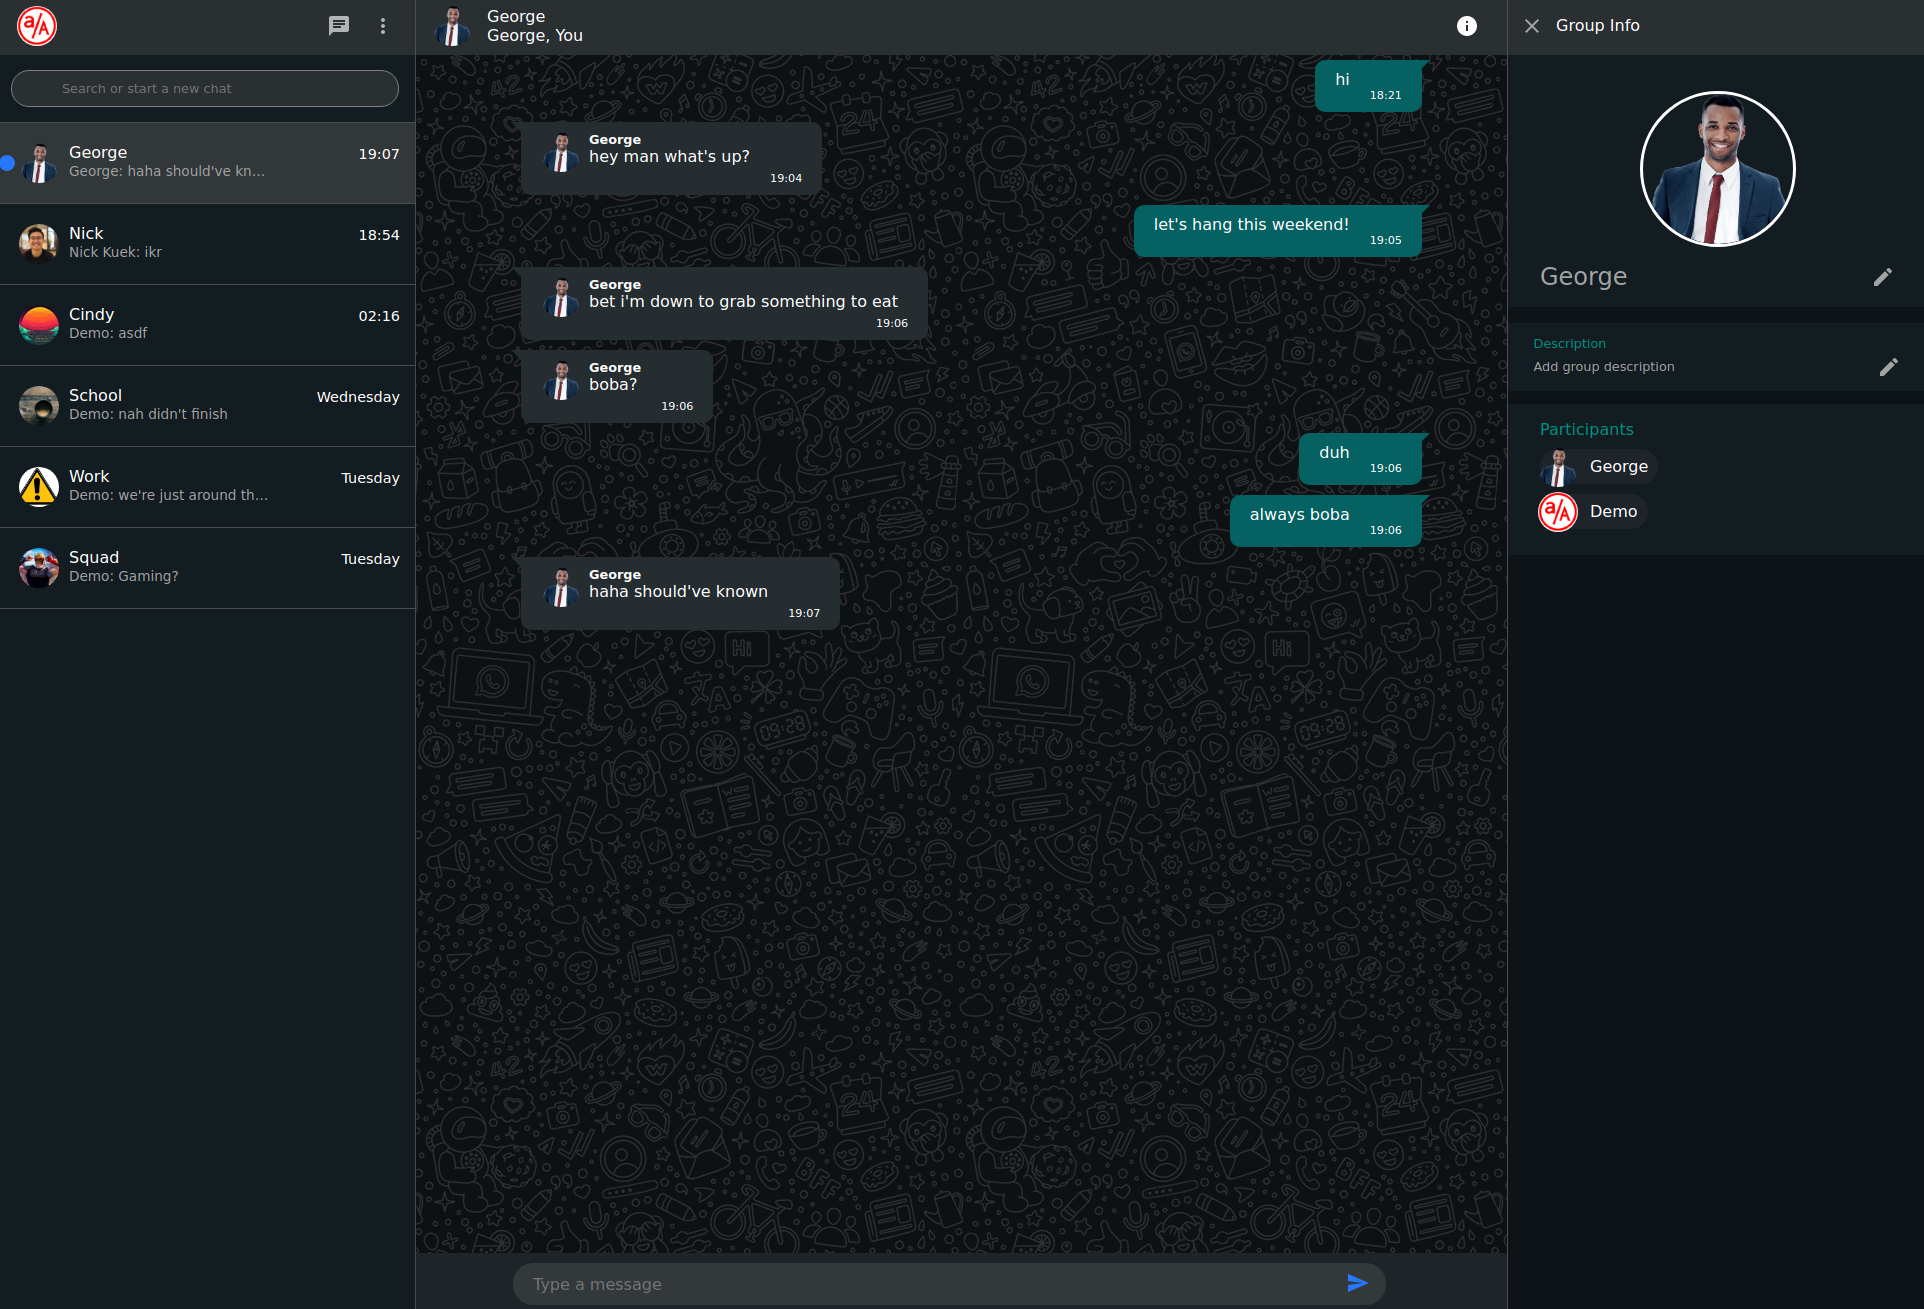 a/A
Search or start a new chat
George
19:07
George: haha should've kn...
Nick
18:54
Nick Kuek: ikr
Cindy
02:16
Demo: asdf
School
Wednesday
Demo: nah didn't finish
Work
Tuesday
Demo: we're just around th...
Squad
Tuesday
Demo: Gaming?
George
George, You
hi
18:21
George
hey man what's up?
19:04
let's hang this weekend!
19:05
George
bet i'm down to grab something to eat
19:06
George
boba?
19:06
duh
19:06
always boba
19:06
George
haha should've known
19:07
Type a message
Group Info
George
Description
Add group description
Participants
George
a/A
Demo